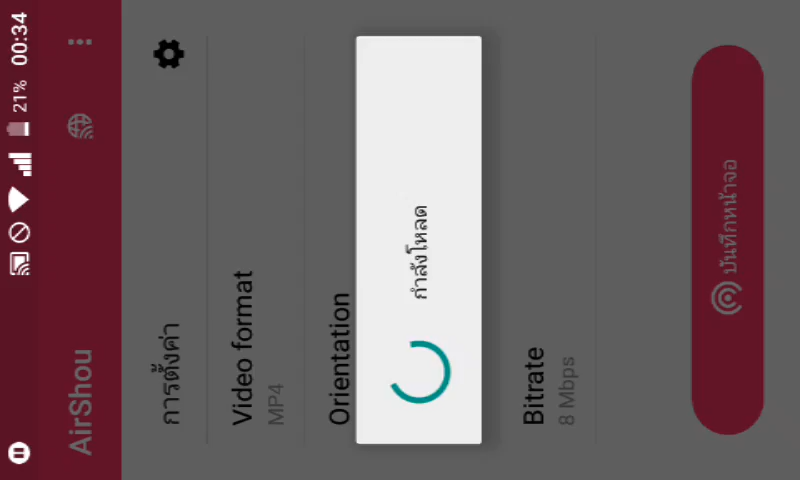 21% 00:34
AirShou
การตั้งค่า
Video format
MP4
Orientation
กำลังโหลด
Bitrate
8 Mbps
บันทึกหน้าจอ